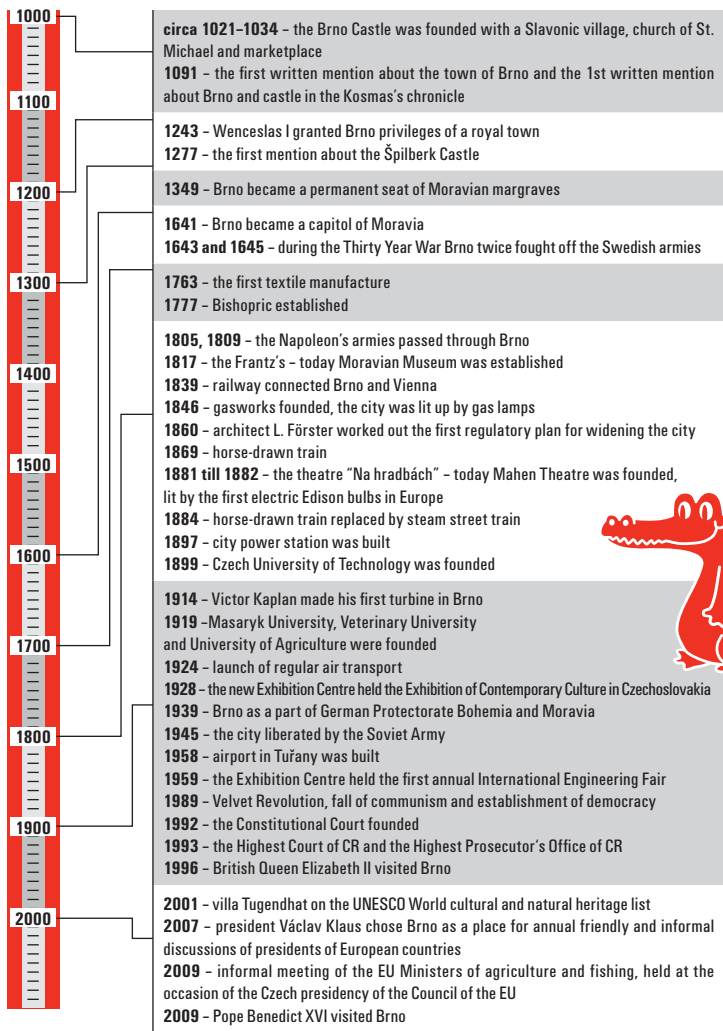 1000
1100
1200
1300
1400
1500
1600
1700
1800
1900
2000
circa 1021–1034 – the Brno Castle was founded with a Slavonic village, church of St.
Michael and marketplace
1091 – the first written mention about the town of Brno and the 1st written mention
about Brno and castle in the Kosmas's chronicle
1243 – Wenceslas I granted Brno privileges of a royal town
1277 – the first mention about the Špilberk Castle
1349 – Brno became a permanent seat of Moravian margraves
1641 – Brno became a capitol of Moravia
1643 and 1645 – during the Thirty Year War Brno twice fought off the Swedish armies
1763 – the first textile manufacture
1777 – Bishopric established
1805, 1809 – the Napoleon's armies passed through Brno
1817 – the Frantz's – today Moravian Museum was established
1839 – railway connected Brno and Vienna
1846 – gasworks founded, the city was lit up by gas lamps
1860 – architect L. Förster worked out the first regulatory plan for widening the city
1869 – horse-drawn train
1881 till 1882 – the theatre "Na hradbách" – today Mahen Theatre was founded,
lit by the first electric Edison bulbs in Europe
1884 – horse-drawn train replaced by steam street train
1897 – city power station was built
1899 – Czech University of Technology was founded
1914 – Victor Kaplan made his first turbine in Brno
1919 –Masaryk University, Veterinary University
and University of Agriculture were founded
1924 – launch of regular air transport
1928 – the new Exhibition Centre held the Exhibition of Contemporary Culture in Czechoslovakia
1939 – Brno as a part of German Protectorate Bohemia and Moravia
1945 – the city liberated by the Soviet Army
1958 – airport in Tuřany was built
1959 – the Exhibition Centre held the first annual International Engineering Fair
1989 – Velvet Revolution, fall of communism and establishment of democracy
1992 – the Constitutional Court founded
1993 – the Highest Court of CR and the Highest Prosecutor's Office of CR
1996 – British Queen Elizabeth II visited Brno
2001 – villa Tugendhat on the UNESCO World cultural and natural heritage list
2007 – president Václav Klaus chose Brno as a place for annual friendly and informal
discussions of presidents of European countries
2009 – informal meeting of the EU Ministers of agriculture and fishing, held at the
occasion of the Czech presidency of the Council of the EU
2009 – Pope Benedict XVI visited Brno